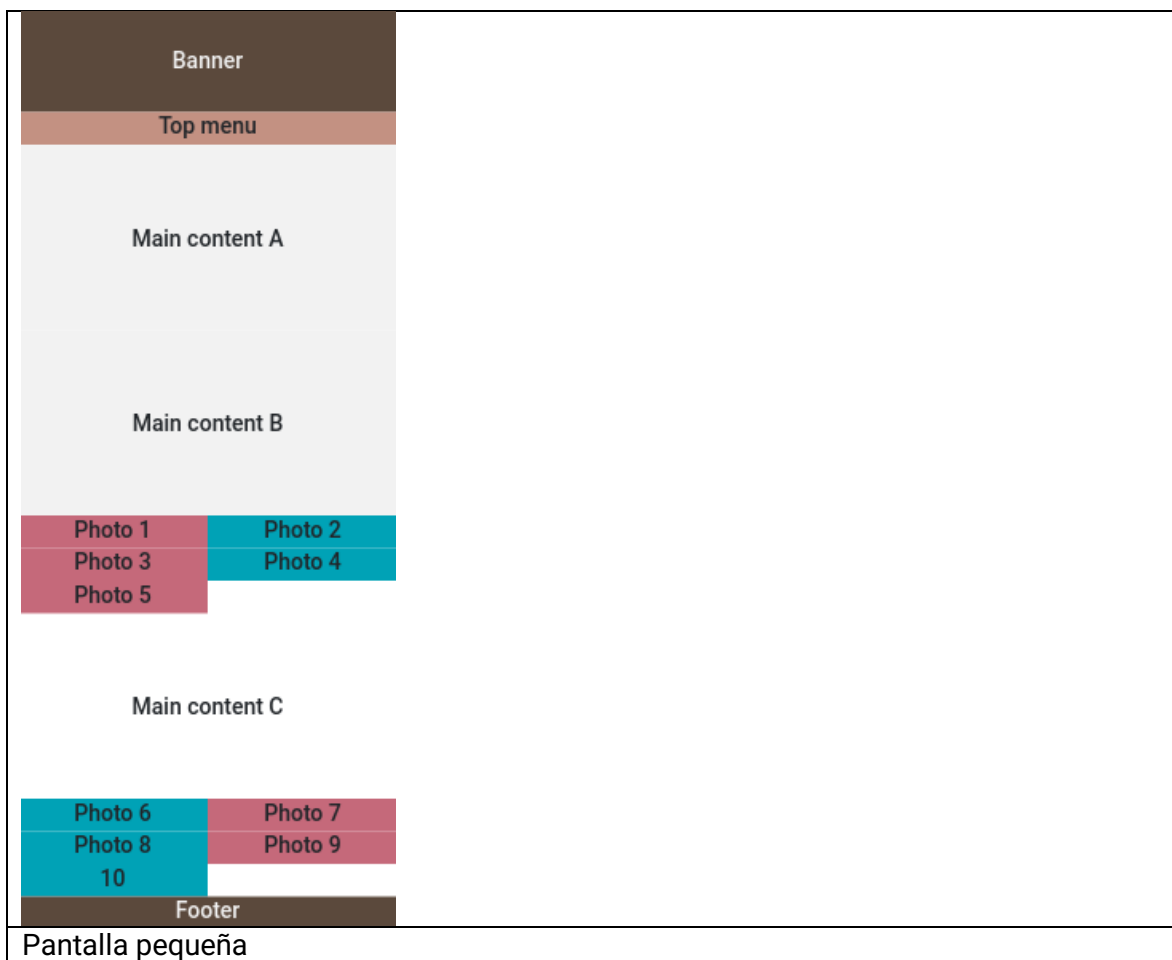 Banner
Top menu
Main content A
Main content B
Photo 1 Photo 2
Photo 3 Photo 4
Photo 5
Main content C
Photo 6 Photo 7
Photo 8 Photo 9
10
Footer
Pantalla pequeña